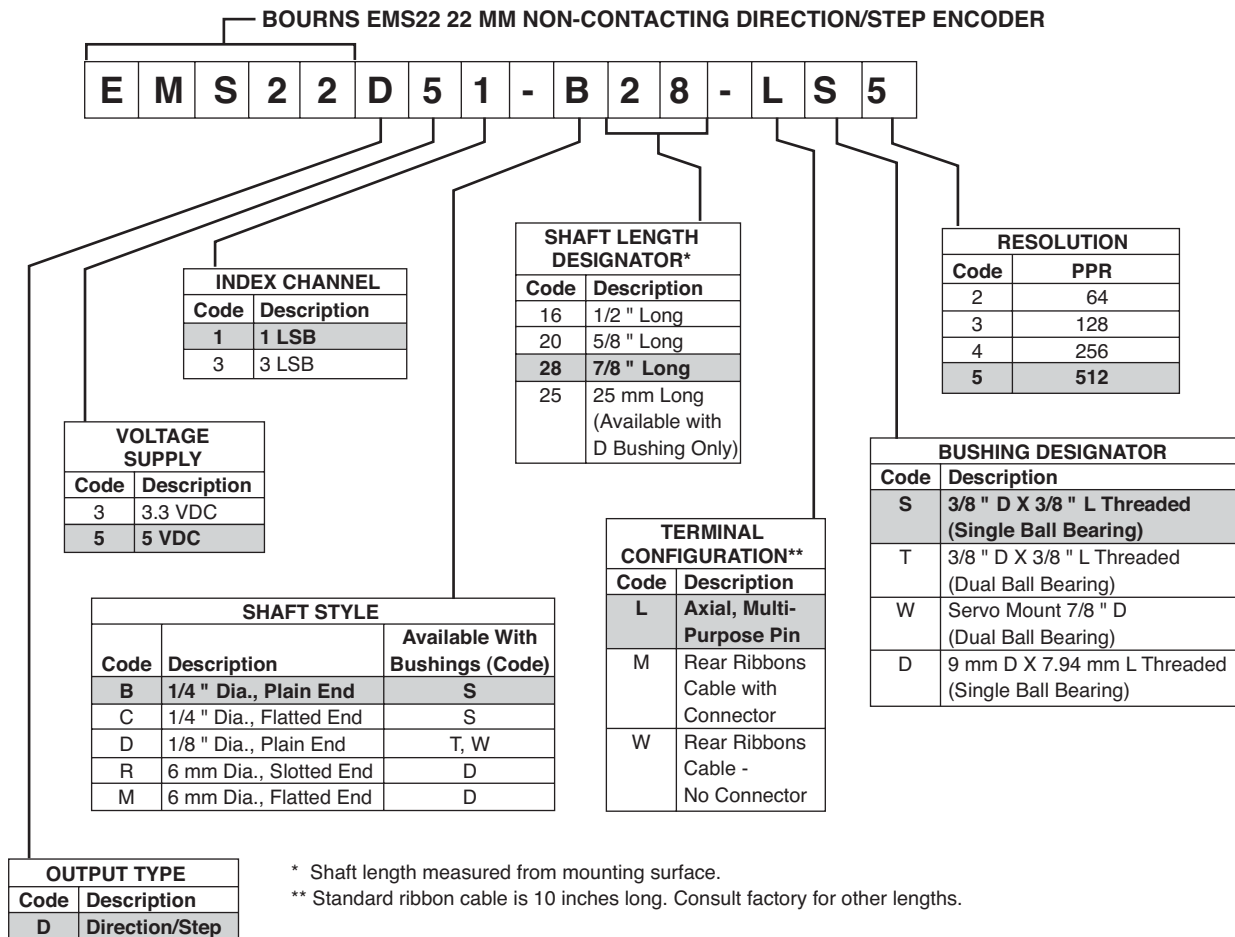 BOURNS EMS22 22 MM NON-CONTACTING DIRECTION/STEP ENCODER
E M S 2 2 D 5 1 - B 2 8 - L S 5
INDEX CHANNEL
Code Description
1 1 LSB
3 3 LSB
VOLTAGE
SUPPLY
Code Description
3 3.3 VDC
5 5 VDC
SHAFT LENGTH
DESIGNATOR*
Code Description
16 1/2 " Long
20 5/8 " Long
28 7/8 " Long
25 25 mm Long
(Available with
D Bushing Only)
RESOLUTION
Code PPR
2 64
3 128
4 256
5 512
SHAFT STYLE
Available With
Code Description Bushings (Code)
B 1/4 " Dia., Plain End S
C 1/4 " Dia., Flatted End S
D 1/8 " Dia., Plain End T, W
R 6 mm Dia., Slotted End D
M 6 mm Dia., Flatted End D
TERMINAL
CONFIGURATION**
Code Description
L Axial, Multi-
Purpose Pin
M Rear Ribbons
Cable with
Connector
W Rear Ribbons
Cable -
No Connector
BUSHING DESIGNATOR
Code Description
S 3/8 " D X 3/8 " L Threaded
(Single Ball Bearing)
T 3/8 " D X 3/8 " L Threaded
(Dual Ball Bearing)
W Servo Mount 7/8 " D
(Dual Ball Bearing)
D 9 mm D X 7.94 mm L Threaded
(Single Ball Bearing)
OUTPUT TYPE
Code Description
D Direction/Step
* Shaft length measured from mounting surface.
** Standard ribbon cable is 10 inches long. Consult factory for other lengths.